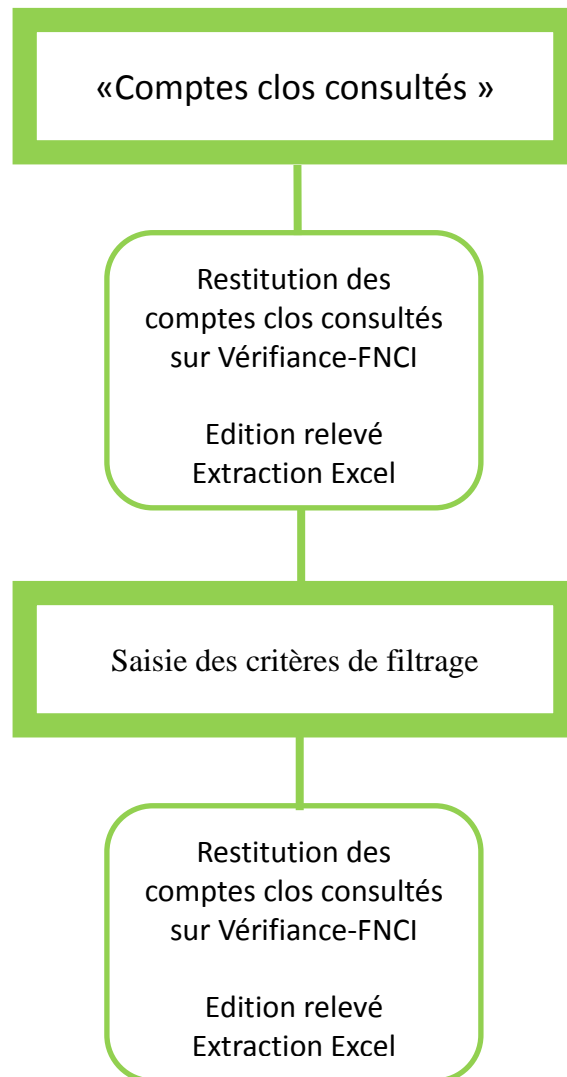 «Comptes clos consultés »
Restitution des
comptes clos consultés
sur Vérifiance-FNCI
Edition relevé
Extraction Excel
Saisie des critères de filtrage
Restitution des
comptes clos consultés
sur Vérifiance-FNCI
Edition relevé
Extraction Excel